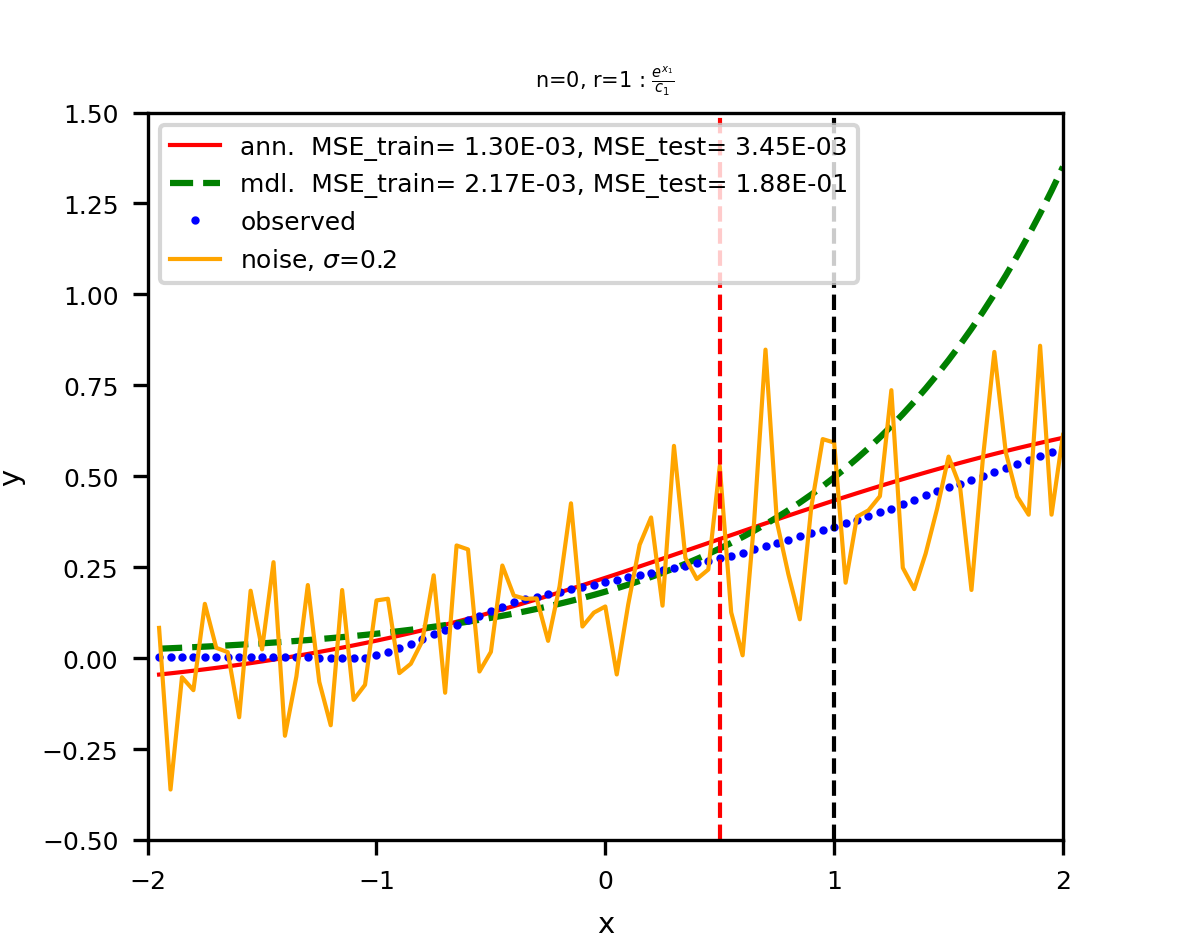 n=0, r=1 : e^{x_1}/c_1
1.50
1.25
1.00
0.75
0.50
0.25
0.00
−0.25
−0.50
y
ann.  MSE_train= 1.30E-03, MSE_test= 3.45E-03
mdl.  MSE_train= 2.17E-03, MSE_test= 1.88E-01
observed
noise, σ=0.2
−2 −1 0 1 2
x